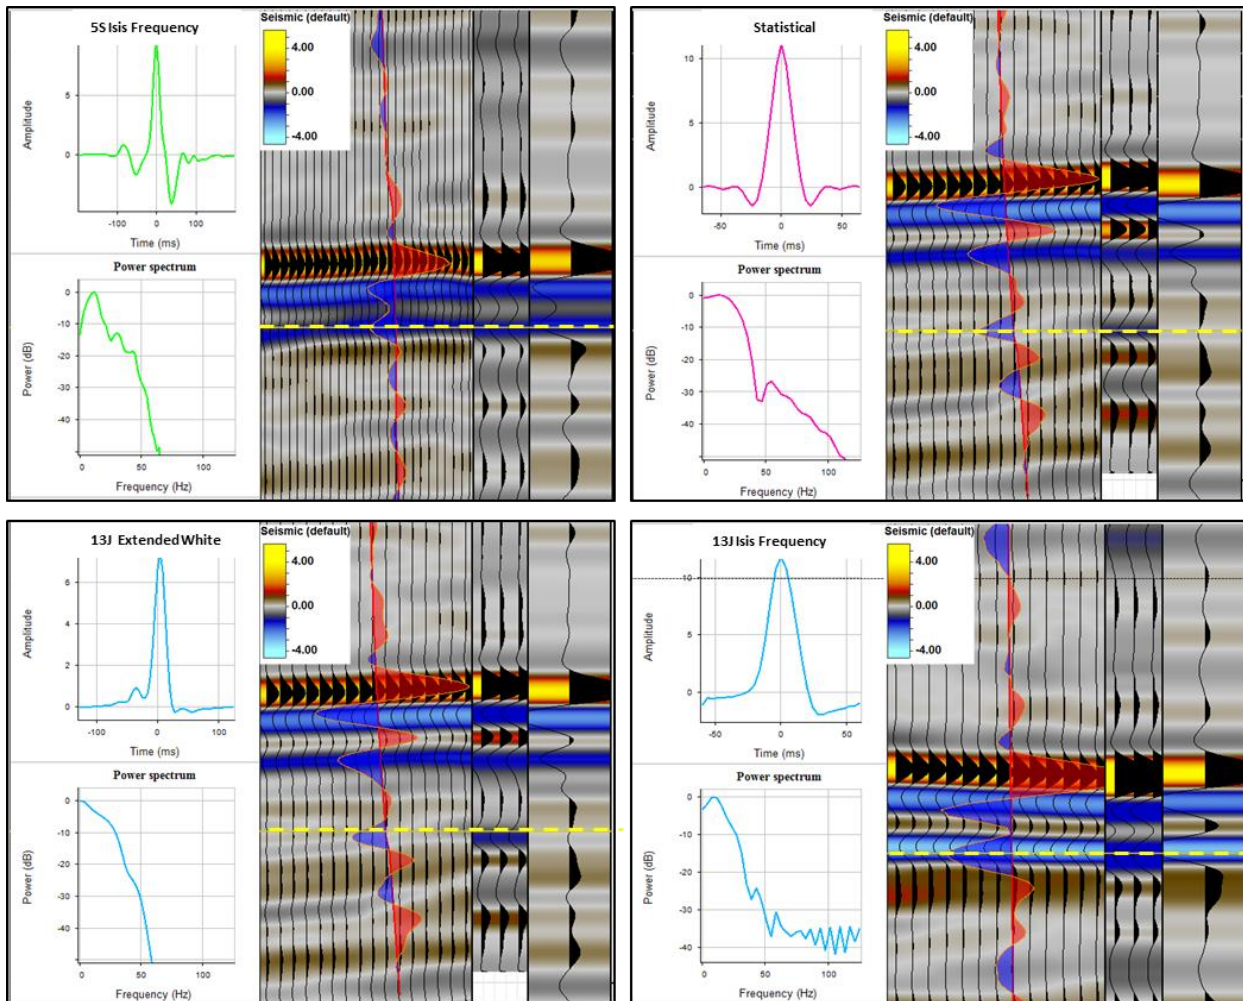 5S Isis Frequency
Seismic (default)
4.00
0.00
-4.00
Amplitude
5
0
-100
0
100
Time (ms)
Power spectrum
Power (dB)
0
-10
-20
-30
-40
0
50
100
Frequency (Hz)
Statistical
Seismic (default)
4.00
0.00
-4.00
Amplitude
10
5
0
-50
0
50
Time (ms)
Power spectrum
Power (dB)
0
-10
-20
-30
-40
0
50
100
Frequency (Hz)
13J Extended White
Seismic (default)
4.00
0.00
-4.00
Amplitude
6
4
2
0
-100
0
100
Time (ms)
Power spectrum
Power (dB)
0
-10
-20
-30
-40
0
50
100
Frequency (Hz)
13J Isis Frequency
Seismic (default)
4.00
0.00
-4.00
Amplitude
10
5
0
-50
0
50
Time (ms)
Power spectrum
Power (dB)
0
-10
-20
-30
-40
0
50
100
Frequency (Hz)